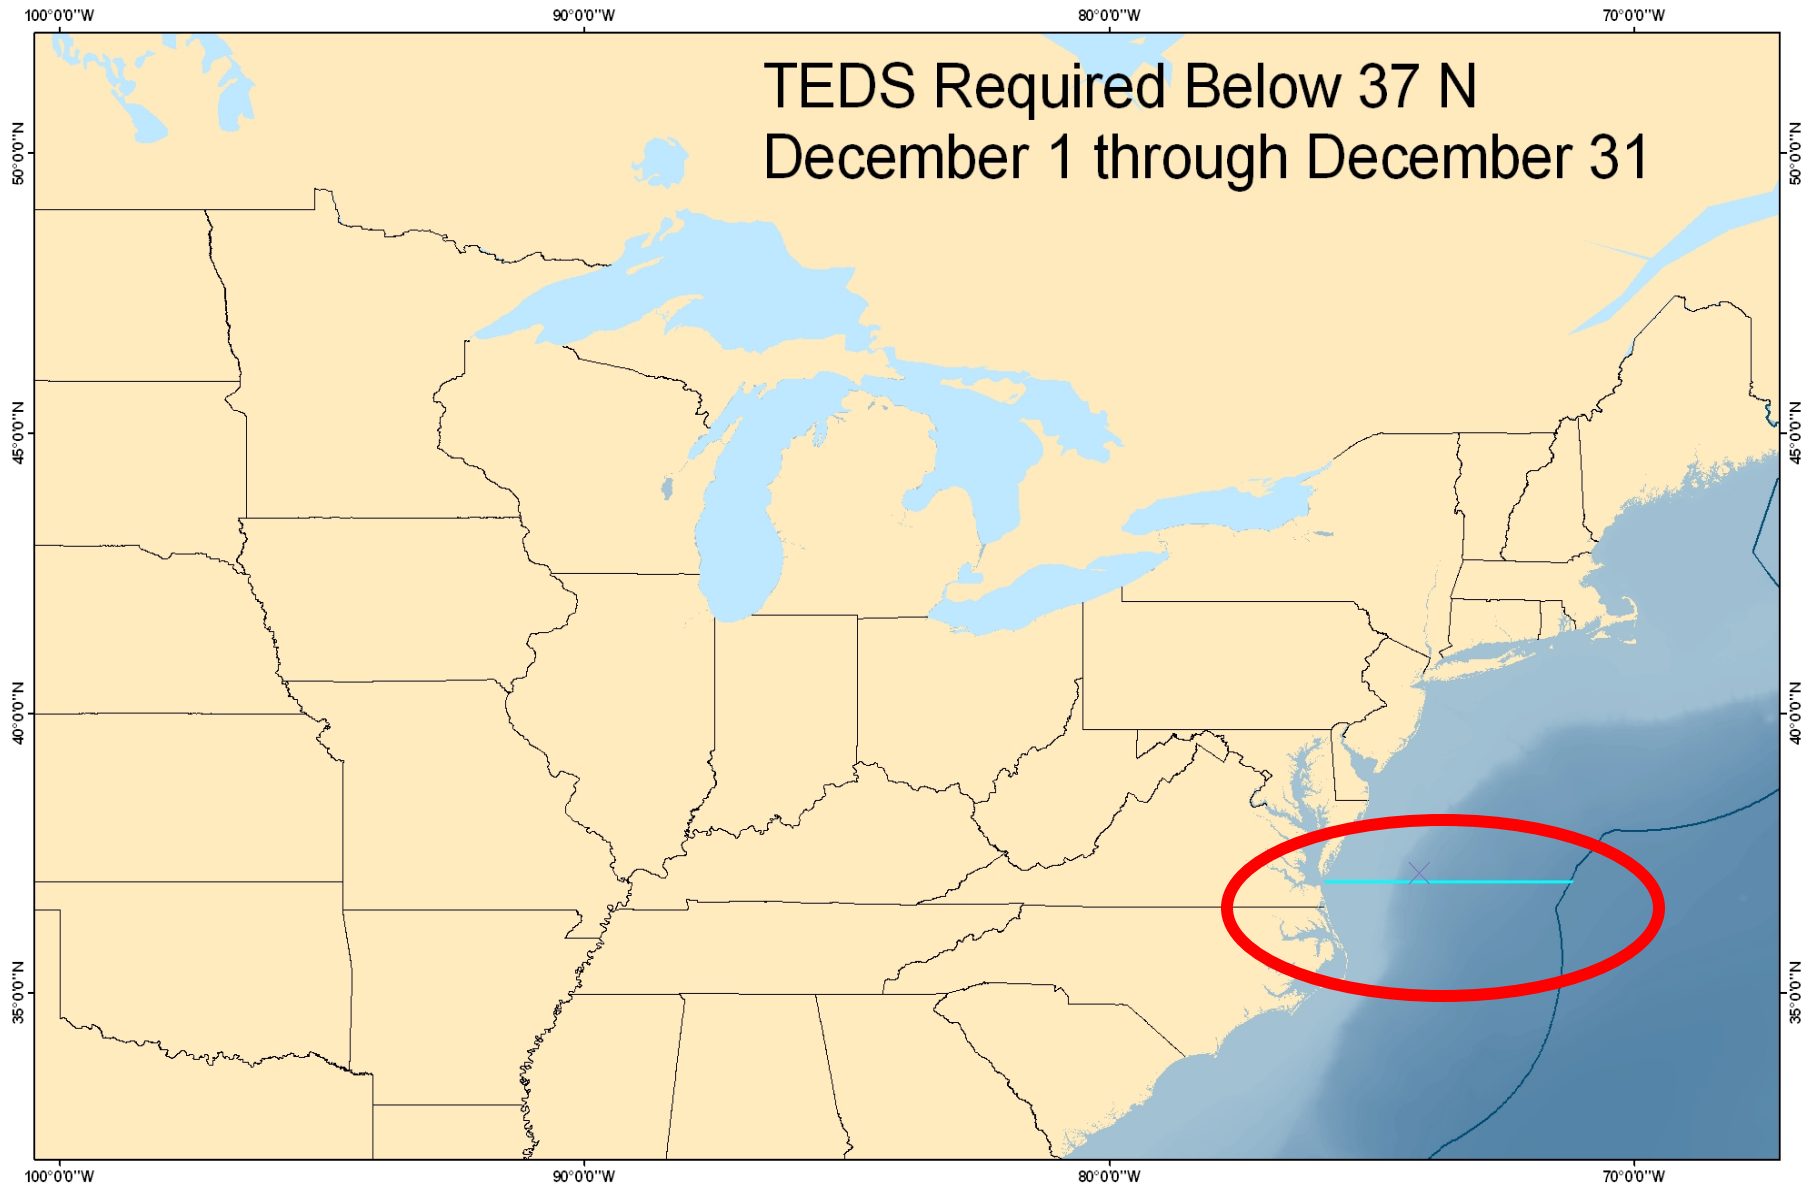 100°0'0"W 90°0'0"W 80°0'0"W 70°0'0"W
TEDS Required Below 37 N
December 1 through December 31
50°0'0"N 50°0'0"N
45°0'0"N 45°0'0"N
40°0'0"N 40°0'0"N
35°0'0"N 35°0'0"N
100°0'0"W 90°0'0"W 80°0'0"W 70°0'0"W